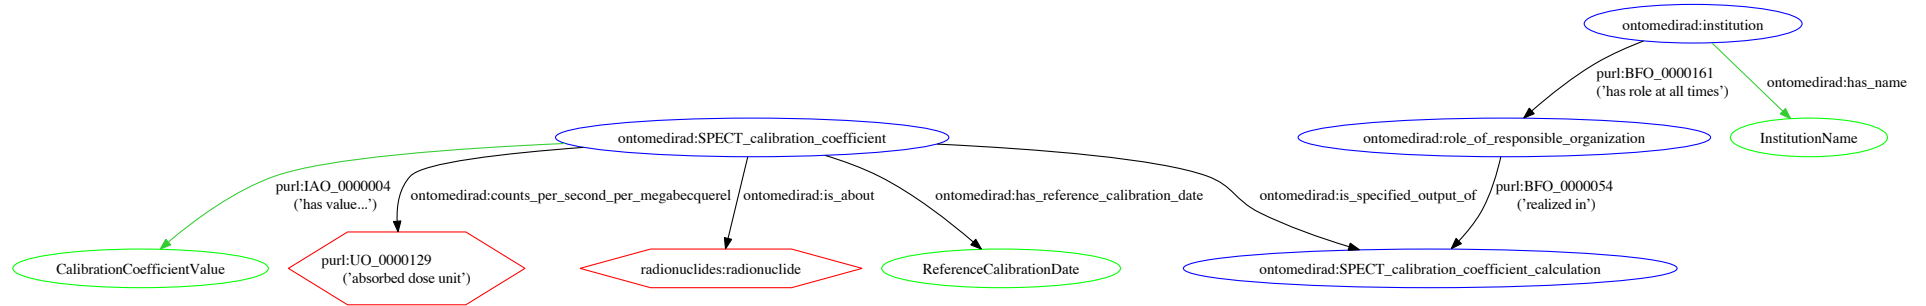 ontomedirad:institution
purl:BFO_0000161
('has role at all times')
ontomedirad:has_name
ontomedirad:SPECT_calibration_coefficient
ontomedirad:role_of_responsible_organization
InstitutionName
purl:IAO_0000004
('has value...')
ontomedirad:counts_per_second_per_megabecquerel
ontomedirad:is_about
ontomedirad:has_reference_calibration_date
ontomedirad:is_specified_output_of
purl:BFO_0000054
('realized in')
CalibrationCoefficientValue
purl:UO_0000129
('absorbed dose unit')
radionuclides:radionuclide
ReferenceCalibrationDate
ontomedirad:SPECT_calibration_coefficient_calculation